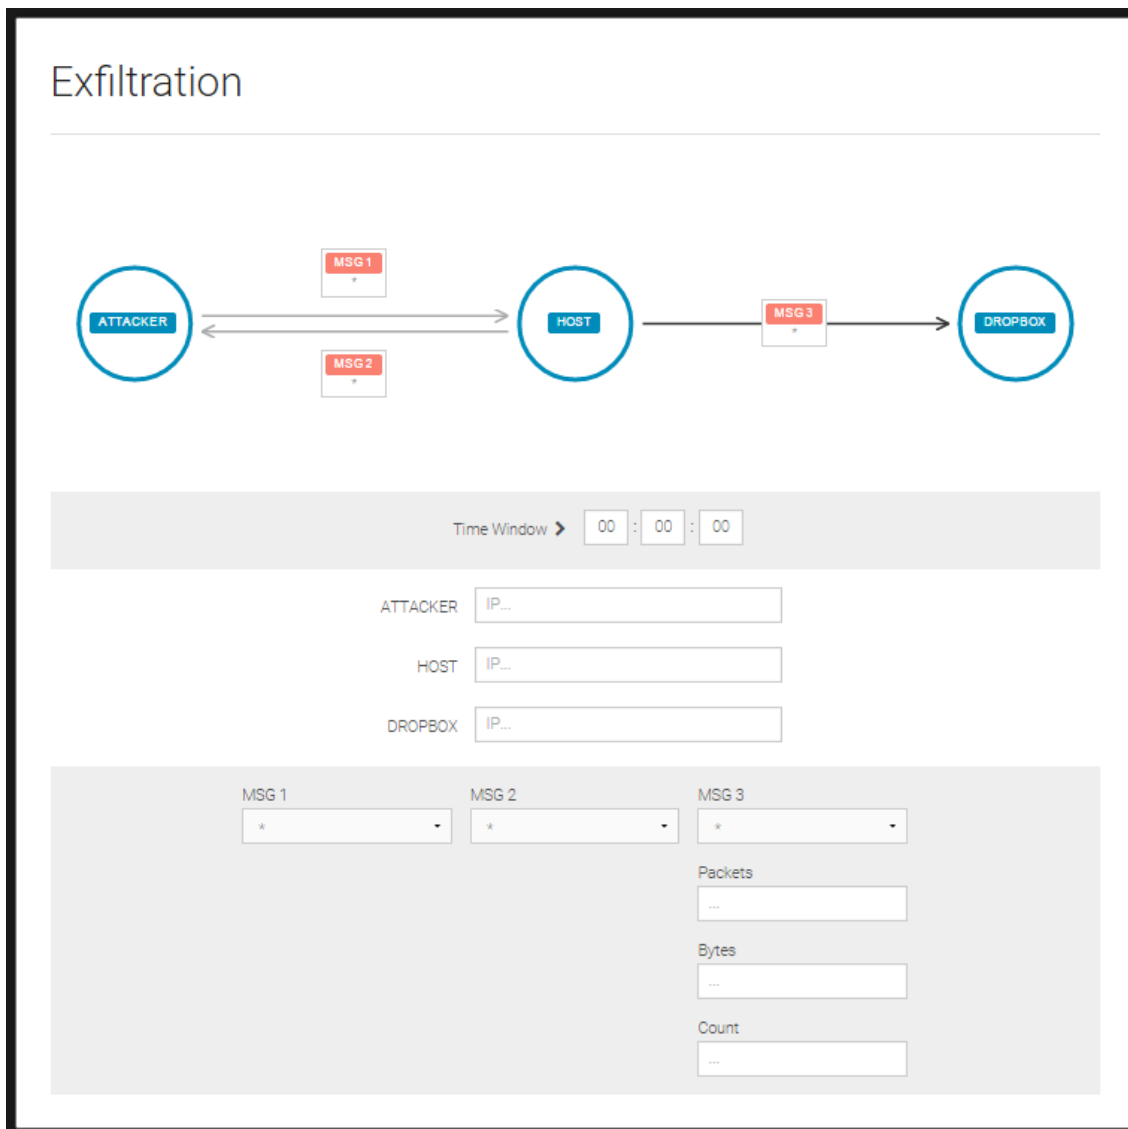 Exfiltration
MSG 1
*
ATTACKER
HOST
MSG 3
*
DROPBOX
MSG 2
*
Time Window 00 : 00 : 00
ATTACKER IP...
HOST IP...
DROPBOX IP...
MSG 1 MSG 2 MSG 3
* * *
Packets
...
Bytes
...
Count
...